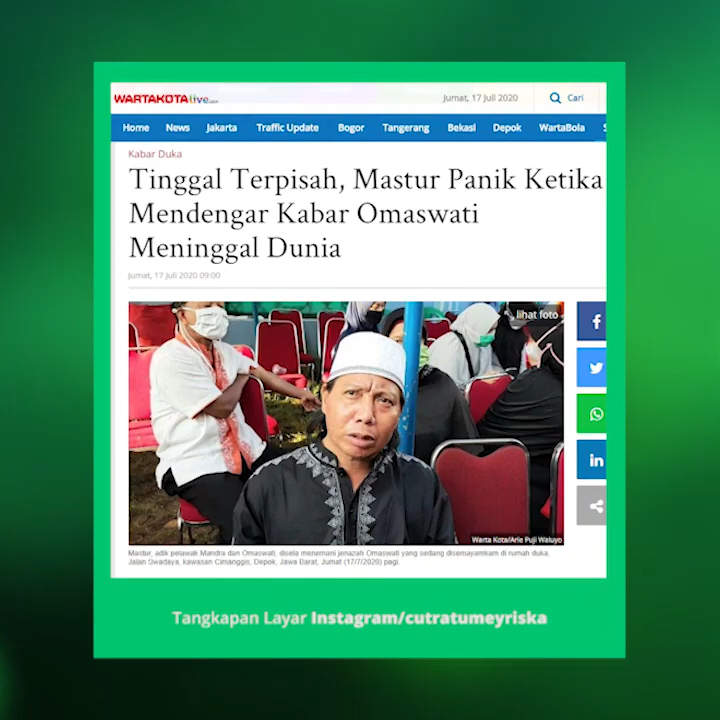 WARTAKOTAlive.com
Jumat, 17 Juli 2020
Cari
Home News Jakarta Traffic Update Bogor Tangerang Bekasi Depok WartaBola S
Kabar Duka
Tinggal Terpisah, Mastur Panik Ketika
Mendengar Kabar Omaswati
Meninggal Dunia
Jumat, 17 Juli 2020 09:00
lihat foto
Warta Kota/Arie Puji Waluyo
Mastur, adik pelawak Mandra dan Omaswati, disela menemani jenazah Omaswati yang sedang disemayamkam di rumah duka,
Jalan Swadaya, kawasan Cimanggis, Depok, Jawa Barat, Jumat (17/7/2020) pagi.
Tangkapan Layar Instagram/cutratumeyriska